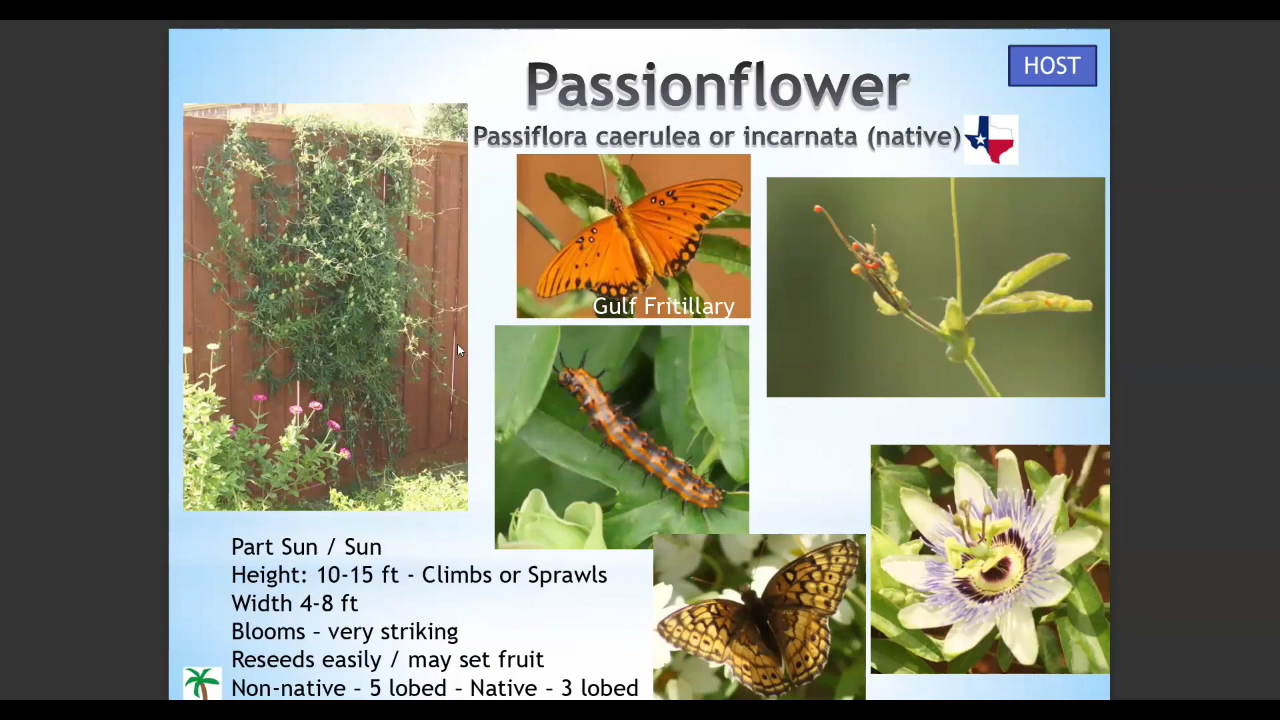 HOST
Passionflower
Passiflora caerulea or incarnata (native)
Gulf Fritillary
Part Sun / Sun
Height: 10-15 ft - Climbs or Sprawls
Width 4-8 ft
Blooms – very striking
Reseeds easily / may set fruit
Non-native – 5 lobed – Native – 3 lobed